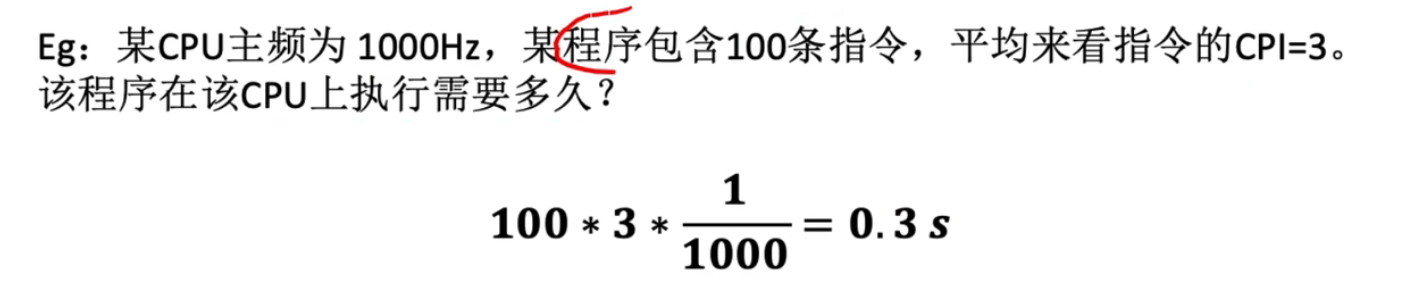 Eg：某CPU主频为 1000Hz，某程序包含100条指令，平均来看指令的CPI=3。
该程序在该CPU上执行需要多久？
100 * 3 * 1/1000 = 0.3 s